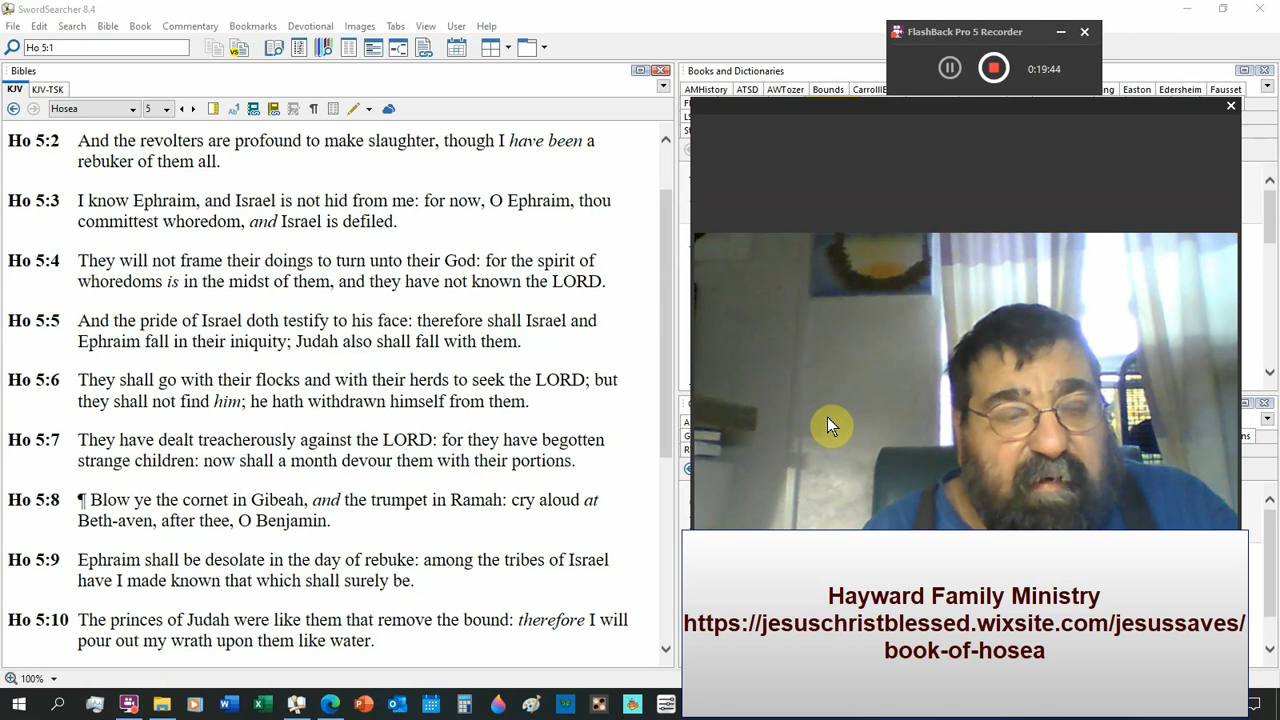 SwordSearcher 8.4
File Edit Search Bible Book Commentary Bookmarks Devotional Images Tabs View User Help
Ho 5:1
Bibles
KJV KJV-TSK
Hosea 5
Ho 5:2 And the revolters are profound to make slaughter, though I have been a
rebuker of them all.
Ho 5:3 I know Ephraim, and Israel is not hid from me: for now, O Ephraim, thou
committest whoredom, and Israel is defiled.
Ho 5:4 They will not frame their doings to turn unto their God: for the spirit of
whoredoms is in the midst of them, and they have not known the LORD.
Ho 5:5 And the pride of Israel doth testify to his face: therefore shall Israel and
Ephraim fall in their iniquity; Judah also shall fall with them.
Ho 5:6 They shall go with their flocks and with their herds to seek the LORD; but
they shall not find him; he hath withdrawn himself from them.
Ho 5:7 They have dealt treacherously against the LORD: for they have begotten
strange children: now shall a month devour them with their portions.
Ho 5:8 ¶ Blow ye the cornet in Gibeah, and the trumpet in Ramah: cry aloud at
Beth-aven, after thee, O Benjamin.
Ho 5:9 Ephraim shall be desolate in the day of rebuke: among the tribes of Israel
have I made known that which shall surely be.
Ho 5:10 The princes of Judah were like them that remove the bound: therefore I will
pour out my wrath upon them like water.
100%
FlashBack Pro 5 Recorder
0:19:44
Books and Dictionaries
AMHistory ATSD AWTozer Bounds Easton Edersheim Fausset
Hayward Family Ministry
https://jesuschristblessed.wixsite.com/jesussaves/
book-of-hosea